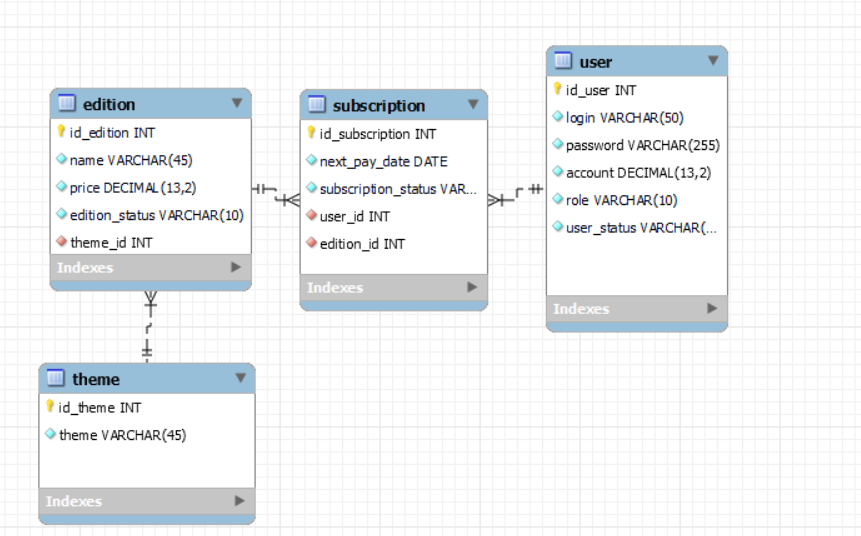 edition
id_edition INT
name VARCHAR(45)
price DECIMAL(13,2)
edition_status VARCHAR(10)
theme_id INT
Indexes
subscription
id_subscription INT
next_pay_date DATE
subscription_status VAR...
user_id INT
edition_id INT
Indexes
user
id_user INT
login VARCHAR(50)
password VARCHAR(255)
account DECIMAL(13,2)
role VARCHAR(10)
user_status VARCHAR(...
Indexes
theme
id_theme INT
theme VARCHAR(45)
Indexes